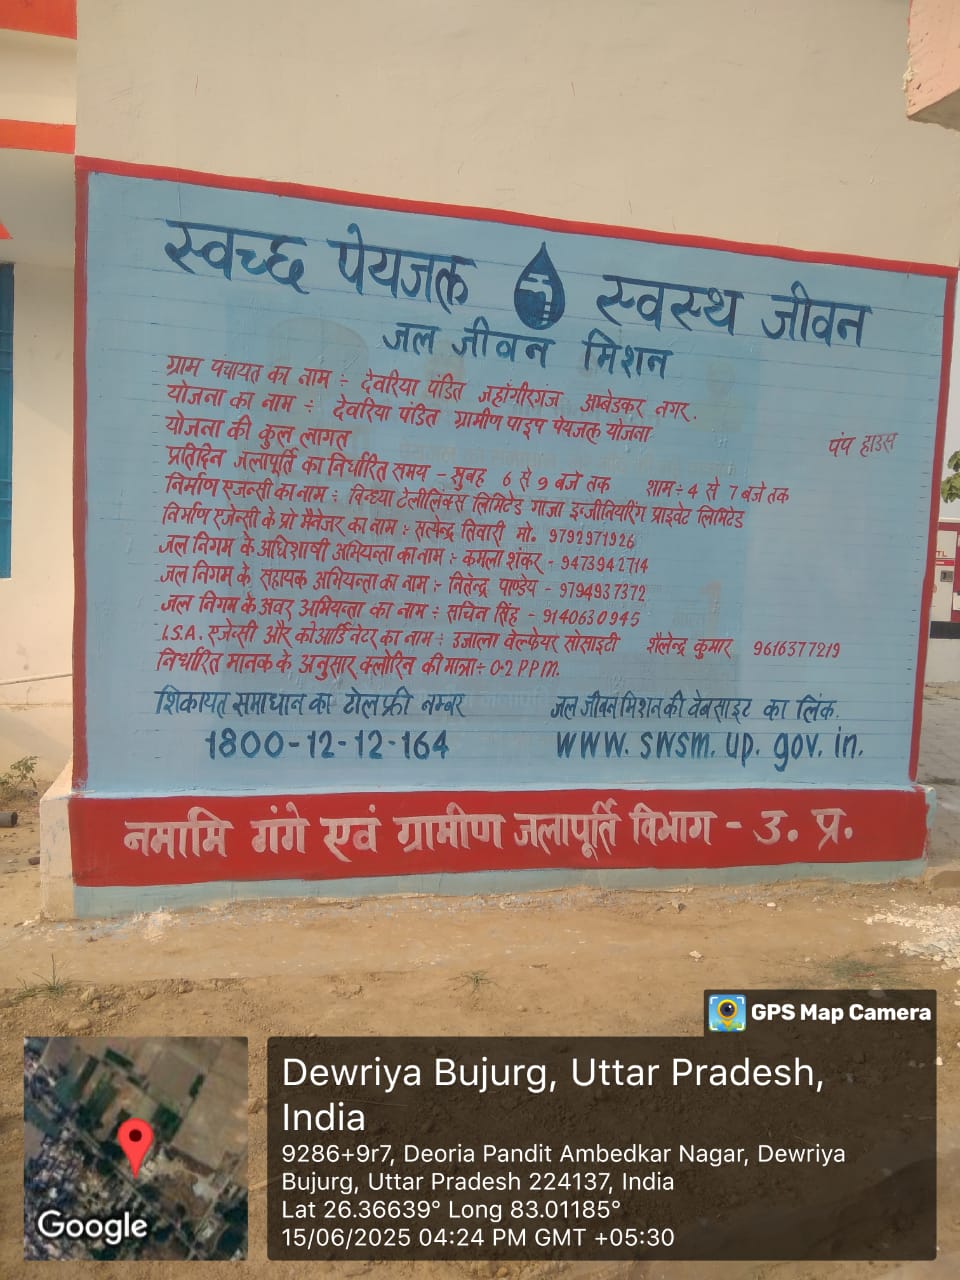 स्वच्छ पेयजल स्वस्थ जीवन
जल जीवन मिशन
ग्राम पंचायत का नाम ÷ देवरिया पंडित जहाँगीरगंज अम्बेडकर नगर.
योजना का नाम ÷ देवरिया पंडित ग्रामीण पाइप पेयजल योजना
योजना की कुल लागत
पंप हाउस
प्रतिदिन जलापूर्ति का निर्धारित समय - सुबह 6 से 9 बजे तक शाम ÷ 4 से 7 बजे तक
निर्माण एजन्सी का नाम ÷ विन्ध्या टेलीलिंक्स लिमिटेड गाजा इन्जीनियरिंग प्राइवेट लिमिटेड
निर्माण एजेन्सी के प्रो मैनेजर का नाम ÷ सत्येन्द्र तिवारी मो. 9792971926
जल निगम के अधिशाषी अभियन्ता का नाम ÷ कमला शंकर - 9473942714
जल निगम के सहायक अभियन्ता का नाम ÷ नितेन्द्र पाण्डेय - 9794937372
जल निगम के अवर अभियन्ता का नाम ÷ सचिन सिंह - 9140630945
I.S.A. एजेन्सी और कोआर्डिनेटर का नाम ÷ उजाला वेल्फेयर सोसाइटी शैलेन्द्र कुमार 9616377219
निर्धारित मानक के अनुसार क्लोरिन की मात्रा ÷ 0.2 P.P.M.
शिकायत समाधान का टोल फ्री नम्बर
1800-12-12-164
जल जीवन मिशन की वेबसाइट का लिंक.
www.swsm.up.gov.in.
नमामि गंगे एवं ग्रामीण जलापूर्ति विभाग - उ. प्र.
GPS Map Camera
Dewriya Bujurg, Uttar Pradesh,
India
9286+9r7, Deoria Pandit Ambedkar Nagar, Dewriya
Bujurg, Uttar Pradesh 224137, India
Lat 26.36639° Long 83.01185°
15/06/2025 04:24 PM GMT +05:30
Google